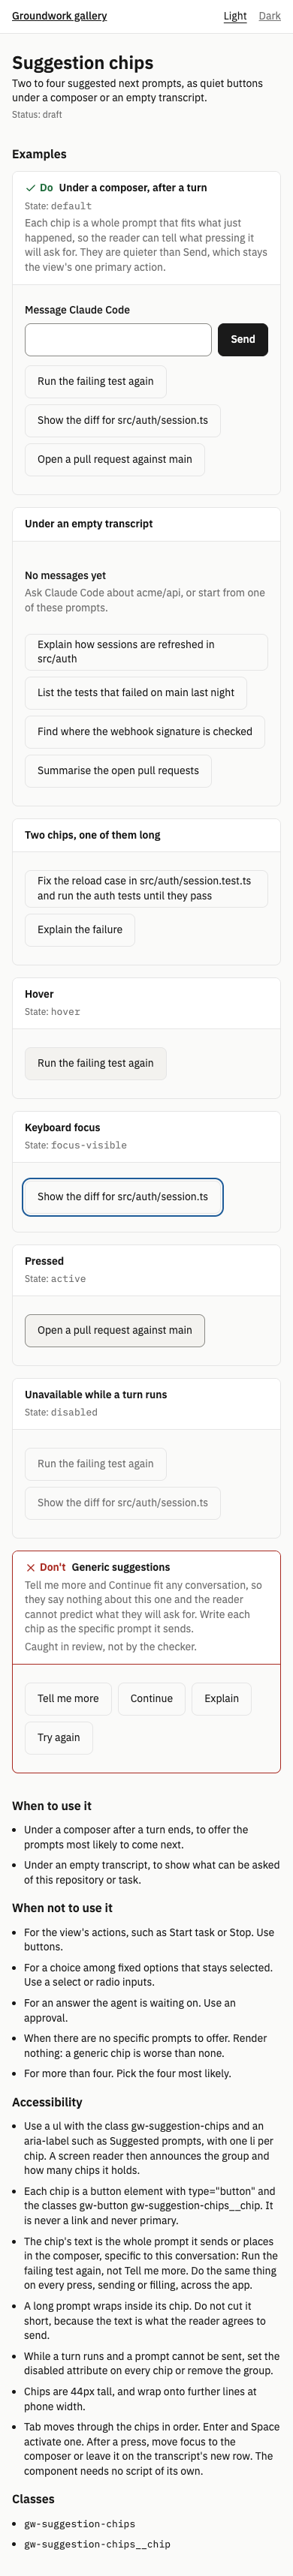 Groundwork gallery
Light Dark
Suggestion chips
Two to four suggested next prompts, as quiet buttons
under a composer or an empty transcript.
Status: draft
Examples
Do Under a composer, after a turn
State: default
Each chip is a whole prompt that fits what just
happened, so the reader can tell what pressing it
will ask for. They are quieter than Send, which stays
the view's one primary action.
Message Claude Code
Send
Run the failing test again
Show the diff for src/auth/session.ts
Open a pull request against main
Under an empty transcript
No messages yet
Ask Claude about acme/api, or start from one
of these prompts.
Explain how sessions are refreshed in
src/auth
List the tests that failed on main last night
Find where the webhook signature is checked
Summarise the open pull requests
Two chips, one of them long
Fix the reload case in src/auth/session.test.ts
and run the auth tests until they pass
Explain the failure
Hover
State: hover
Run the failing test again
Keyboard focus
State: focus-visible
Show the diff for src/auth/session.ts
Pressed
State: active
Open a pull request against main
Unavailable while a turn runs
State: disabled
Run the failing test again
Show the diff for src/auth/session.ts
Don't Generic suggestions
Tell me more and Continue fit any conversation, so
they say nothing about this one and the reader
cannot predict what they will ask for. Write each
chip as the specific prompt it sends.
Caught in review, not by the checker.
Tell me more Continue Explain
Try again
When to use it
Under a composer after a turn ends, to offer the
prompts most likely to come next.
Under an empty transcript, to show what can be asked
of this repository or task.
When not to use it
For the view's actions, such as Start task or Stop. Use
buttons.
For a choice among fixed options that stays selected.
Use a select or radio inputs.
For an answer the agent is waiting on. Use an
approval.
When there are no specific prompts to offer. Render
nothing: a generic chip is worse than none.
For more than four. Pick the four most likely.
Accessibility
Use a ul with the class gw-suggestion-chips and an
aria-label such as Suggested prompts, with one li per
chip. A screen reader then announces the group and
how many chips it holds.
Each chip is a button element with type="button" and
the classes gw-button gw-suggestion-chips__chip. It
is never a link and never primary.
The chip's text is the whole prompt it sends or places
in the composer, specific to this conversation: Run the
failing test again, not Tell me more. Do the same thing
on every press, sending or filling, across the app.
A long prompt wraps inside its chip. Do not cut it
short, because the text is what the reader agrees to
send.
While a turn runs and a prompt cannot be sent, set the
disabled attribute on every chip or remove the group.
Chips are 44px tall, and wrap onto further lines at
phone width.
Tab moves through the chips in order. Enter and Space
activate one. After a press, move focus to the
composer or leave it on the transcript's new row. The
component needs no script of its own.
Classes
gw-suggestion-chips
gw-suggestion-chips__chip